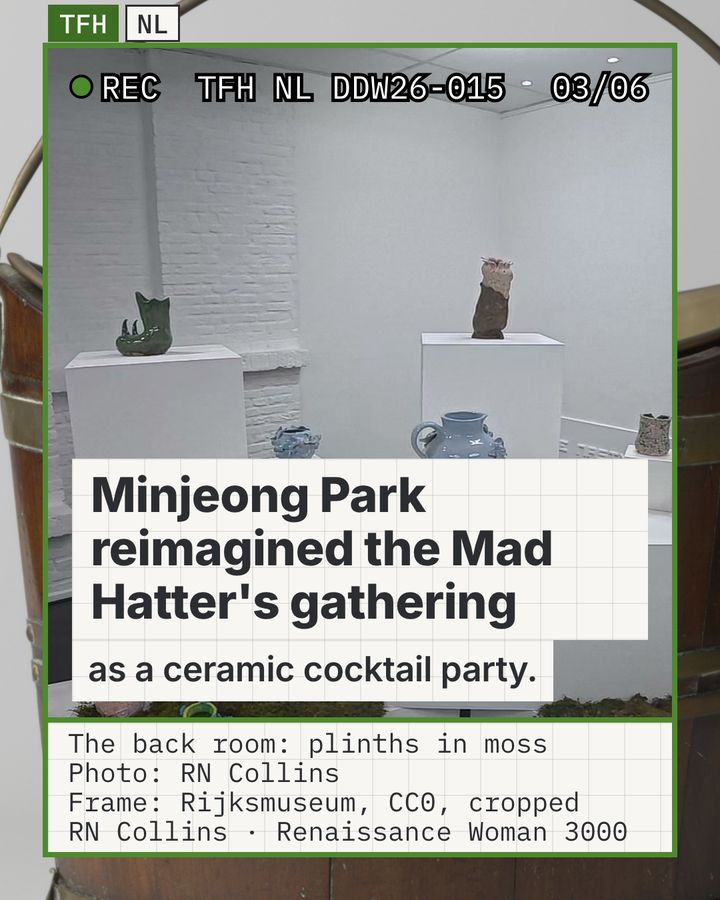 TFH NL
REC TFH NL DDW26-015 03/06
Minjeong Park
reimagined the Mad
Hatter's gathering
as a ceramic cocktail party.
The back room: plinths in moss
Photo: RN Collins
Frame: Rijksmuseum, CC0, cropped
RN Collins · Renaissance Woman 3000